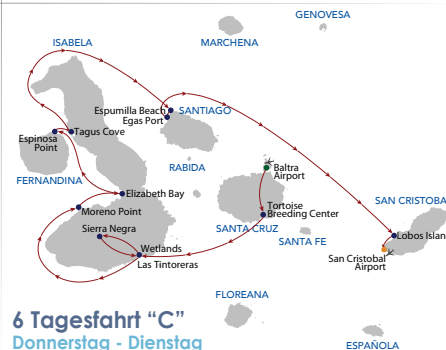 GENOVESA
ISABELA
MARCHENA
Espumilla Beach
SANTIAGO
Egas Port
Tagus Cove
Espinosa
Point
RABIDA
Baltra
Airport
FERNANDINA
Elizabeth Bay
Moreno Point
Tortoise
Breeding Center
SAN CRISTOBA
Sierra Negra
SANTA CRUZ
SANTA FE
Lobos Islan
Wetlands
Las Tintoreras
San Cristobal
Airport
FLOREANA
6 Tagesfahrt “C”
Donnerstag - Dienstag
ESPAÑOLA